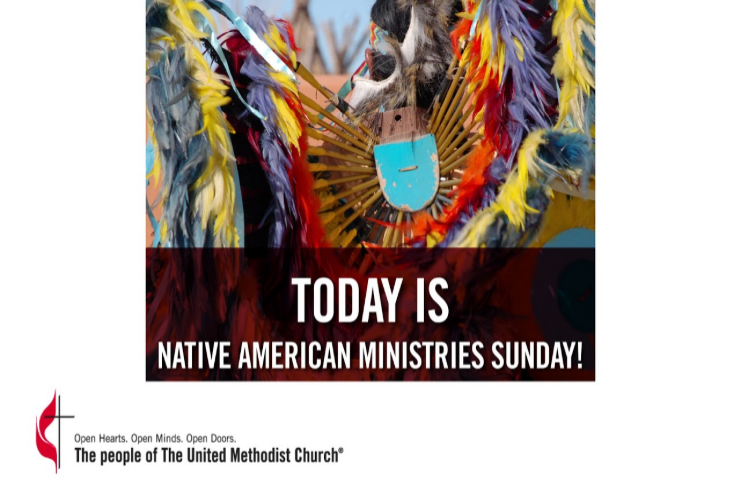 TODAY IS
NATIVE AMERICAN MINISTRIES SUNDAY!
Open Hearts. Open Minds. Open Doors.
The people of The United Methodist Church®